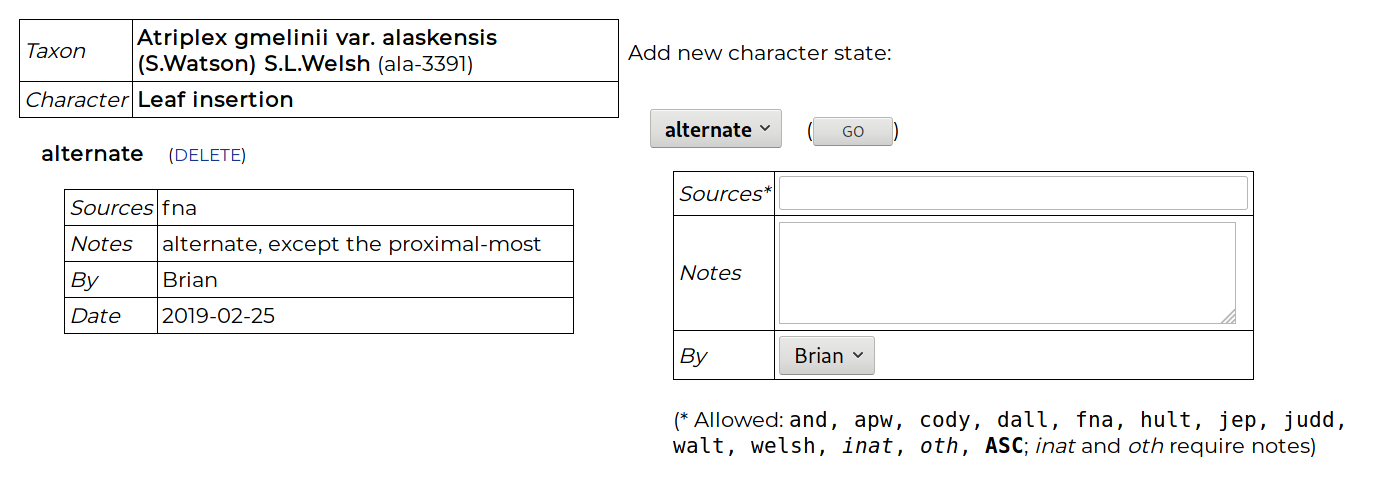 Taxon
Atriplex gmelinii var. alaskensis
(S.Watson) S.L.Welsh (ala-3391)
Character Leaf insertion
alternate (DELETE)
Sources fna
Notes alternate, except the proximal-most
By Brian
Date 2019-02-25
Add new character state:
alternate (GO)
Sources*
Notes
By Brian
(* Allowed: and, apw, cody, dall, fna, hult, jep, judd,
walt, welsh, inat, oth, ASC; inat and oth require notes)